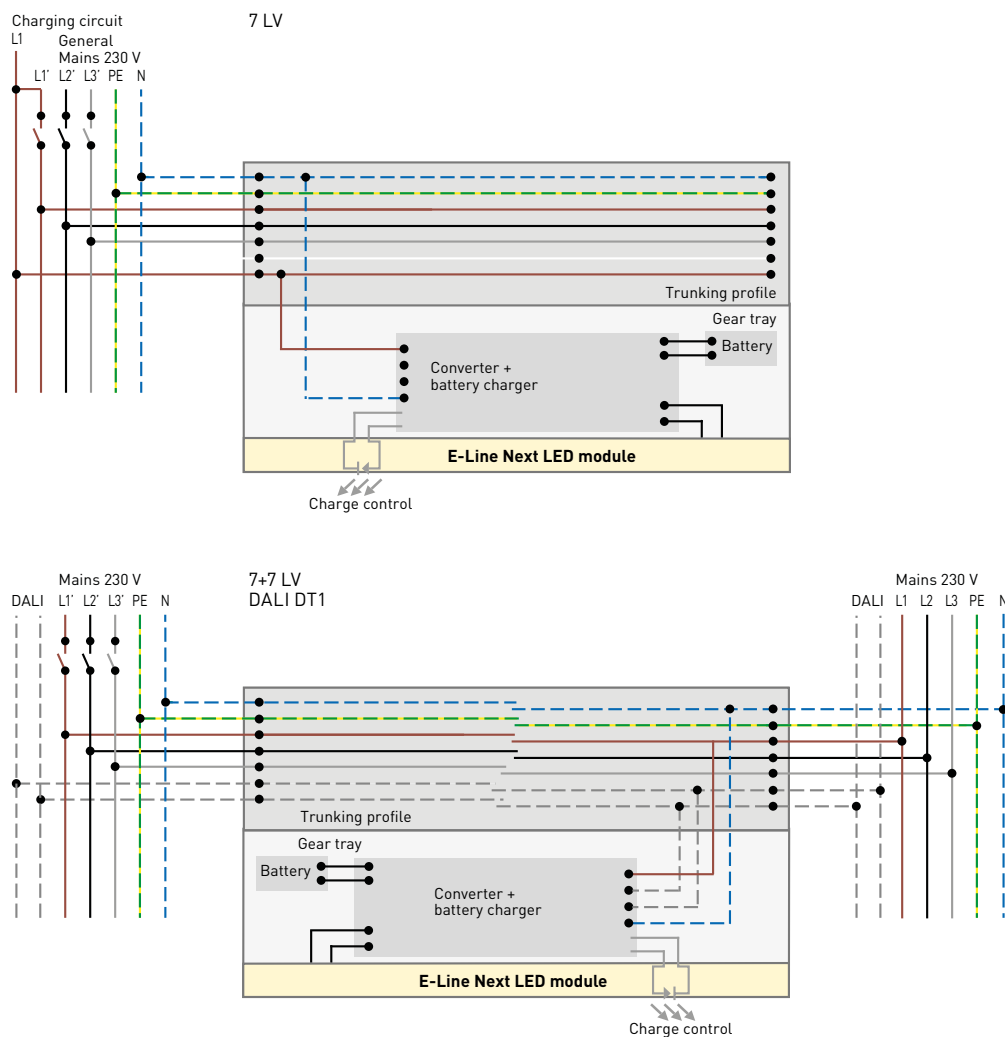 Charging circuit
7 LV
L1
General
Mains 230 V
L1' L2' L3' PE N
Trunking profile
Gear tray
Battery
Converter +
battery charger
E-Line Next LED module
Charge control
Mains 230 V
7+7 LV
Mains 230 V
DALI L1' L2' L3' PE N
DALI DT1
DALI L1 L2 L3 PE N
Trunking profile
Gear tray
Battery
Converter +
battery charger
E-Line Next LED module
Charge control